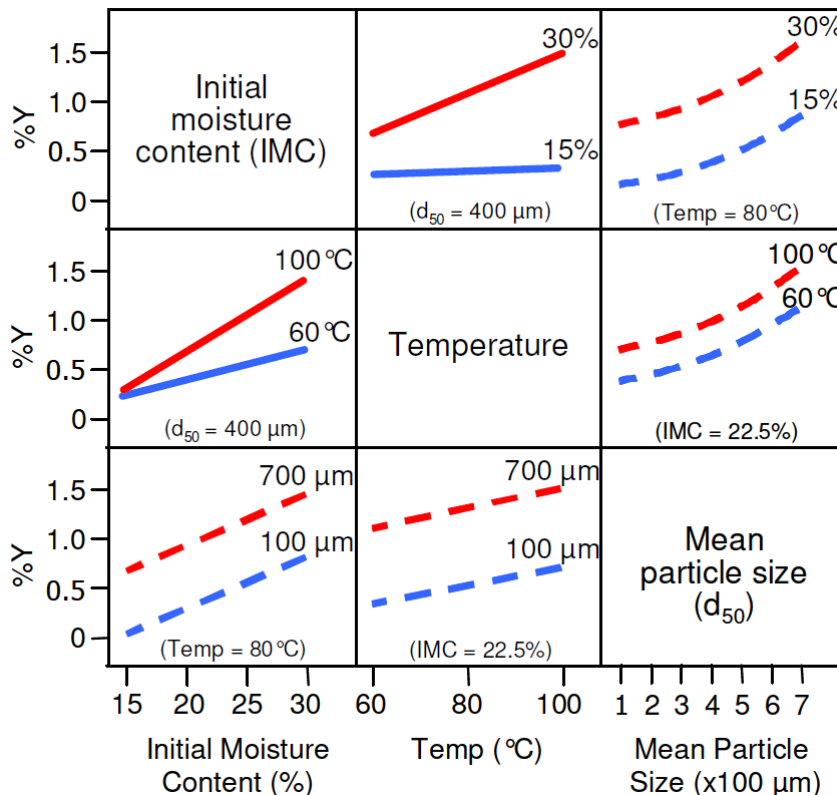 %Y
1.5
1.0
0.5
0
Initial
moisture
content (IMC)
30%
15%
(d50 = 400 µm)
30%
15%
(Temp = 80°C)
%Y
1.5
1.0
0.5
0
100°C
60°C
(d50 = 400 µm)
Temperature
100°C
60°C
(IMC = 22.5%)
%Y
1.5
1.0
0.5
0
700 µm
100 µm
(Temp = 80°C)
700 µm
100 µm
(IMC = 22.5%)
Mean
particle size
(d50)
15 20 25 30
60 80 100
1 2 3 4 5 6 7
Initial Moisture
Content (%)
Temp (°C)
Mean Particle
Size (x100 µm)